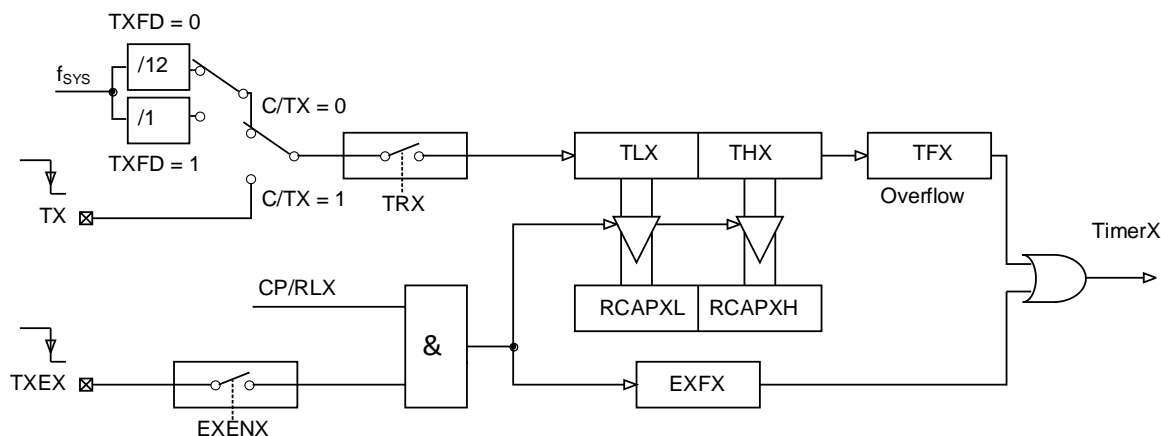 TXFD = 0
/12
fSYS
C/TX = 0
/1
TXFD = 1
TLX
THX
TFX
C/TX = 1
TRX
Overflow
TX
TimerX
CP/RLX
RCAPXL
RCAPXH
&
TXEX
EXFX
EXENX